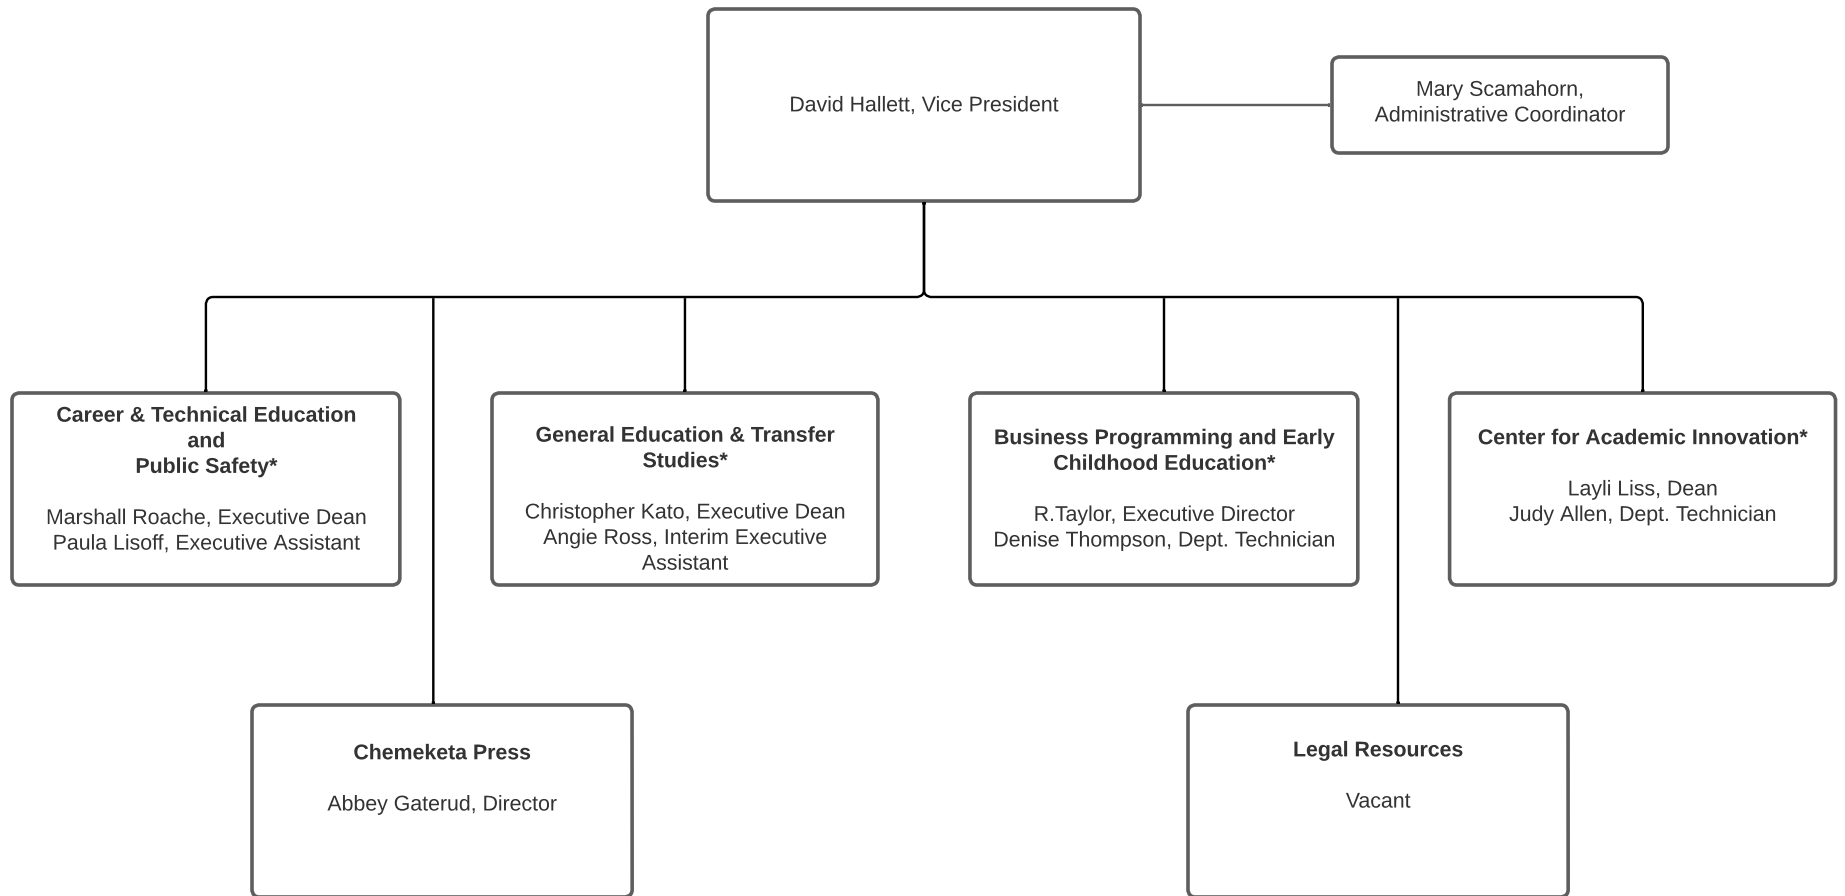 David Hallett, Vice President
Mary Scamahorn,
Administrative Coordinator
Career & Technical Education
and
Public Safety*
Marshall Roache, Executive Dean
Paula Lisoff, Executive Assistant
General Education & Transfer
Studies*
Christopher Kato, Executive Dean
Angie Ross, Interim Executive
Assistant
Business Programming and Early
Childhood Education*
R.Taylor, Executive Director
Denise Thompson, Dept. Technician
Center for Academic Innovation*
Layli Liss, Dean
Judy Allen, Dept. Technician
Chemeketa Press
Abbey Gaterud, Director
Legal Resources
Vacant